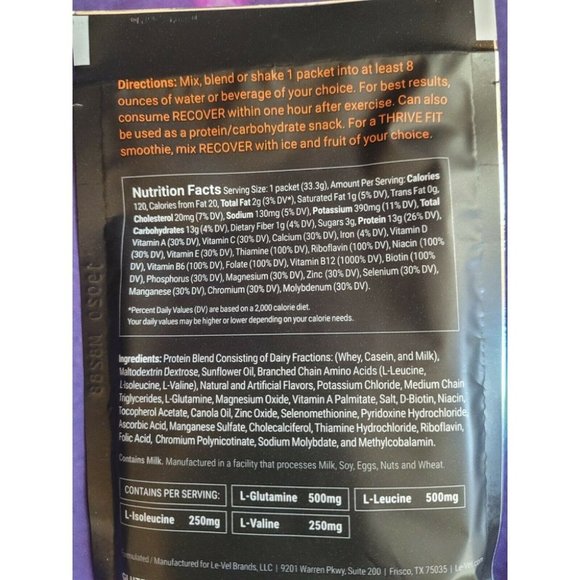 Directions: Mix, blend or shake 1 packet into at least 8
ounces of water or beverage of your choice. For best results,
consume RECOVER within one hour after exercise. Can also
be used as a protein/carbohydrate snack. For a THRIVE FIT
smoothie, mix RECOVER with ice and fruit of your choice.
Nutrition Facts Serving Size: 1 packet (33.3g), Amount Per Serving: Calories
120, Calories from Fat 20, Total Fat 2g (3% DV*), Saturated Fat 1g (5% DV), Trans Fat 0g,
Cholesterol 20mg (7% DV), Sodium 130mg (5% DV), Potassium 390mg (11% DV), Total
Carbohydrates 13g (4% DV), Dietary Fiber 1g (4% DV), Sugars 3g, Protein 13g (26% DV),
Vitamin A (30% DV), Vitamin C (30% DV), Calcium (30% DV), Iron (4% DV), Vitamin D
(30% DV), Vitamin E (30% DV), Thiamine (100% DV), Riboflavin (100% DV), Niacin (100%
DV), Vitamin B6 (100% DV), Folate (100% DV), Vitamin B12 (1000% DV), Biotin (100%
DV), Phosphorus (30% DV), Magnesium (30% DV), Zinc (30% DV), Selenium (30% DV),
Manganese (30% DV), Chromium (30% DV), Molybdenum (30% DV).
*Percent Daily Values (DV) are based on a 2,000 calorie diet.
Your daily values may be higher or lower depending on your calorie needs.
Ingredients: Protein Blend Consisting of Dairy Fractions: (Whey, Casein, and Milk),
Maltodextrin Dextrose, Sunflower Oil, Branched Chain Amino Acids (L-Leucine,
L-Isoleucine, L-Valine), Natural and Artificial Flavors, Potassium Chloride, Medium Chain
Triglycerides, L-Glutamine, Magnesium Oxide, Vitamin A Palmitate, Salt, D-Biotin, Niacin,
Tocopherol Acetate, Canola Oil, Zinc Oxide, Selenomethionine, Pyridoxine Hydrochloride,
Ascorbic Acid, Manganese Sulfate, Cholecalciferol, Thiamine Hydrochloride, Riboflavin,
Folic Acid, Chromium Polynicotinate, Sodium Molybdate, and Methylcobalamin.
Contains Milk. Manufactured in a facility that processes Milk, Soy, Eggs, Nuts and Wheat.
CONTAINS PER SERVING: L-Glutamine 500mg L-Leucine 500mg
L-Isoleucine 250mg L-Valine 250mg
Formulated / Manufactured for Le-Vel Brands, LLC | 9201 Warren Pkwy, Suite 200 | Frisco, TX 75035 | Le-Vel.com